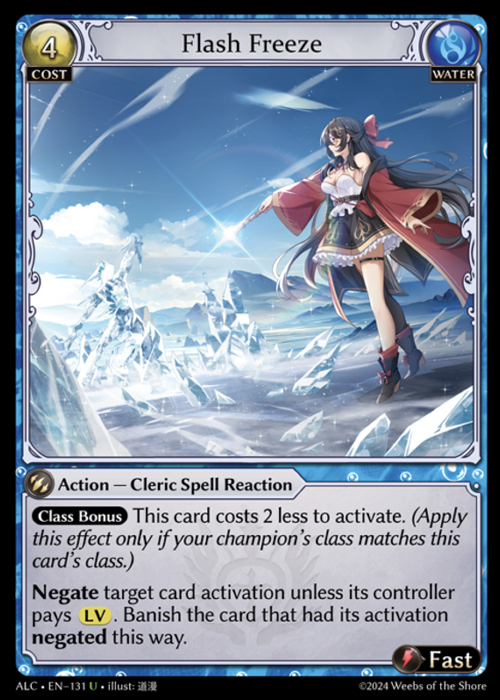 4
Flash Freeze
COST
WATER
Action — Cleric Spell Reaction
Class Bonus This card costs 2 less to activate. (Apply
this effect only if your champion's class matches this
card's class.)
Negate target card activation unless its controller
pays LV. Banish the card that had its activation
negated this way.
Fast
ALC • EN-131 U • illust: 道漫
©2024 Weebs of the Shore